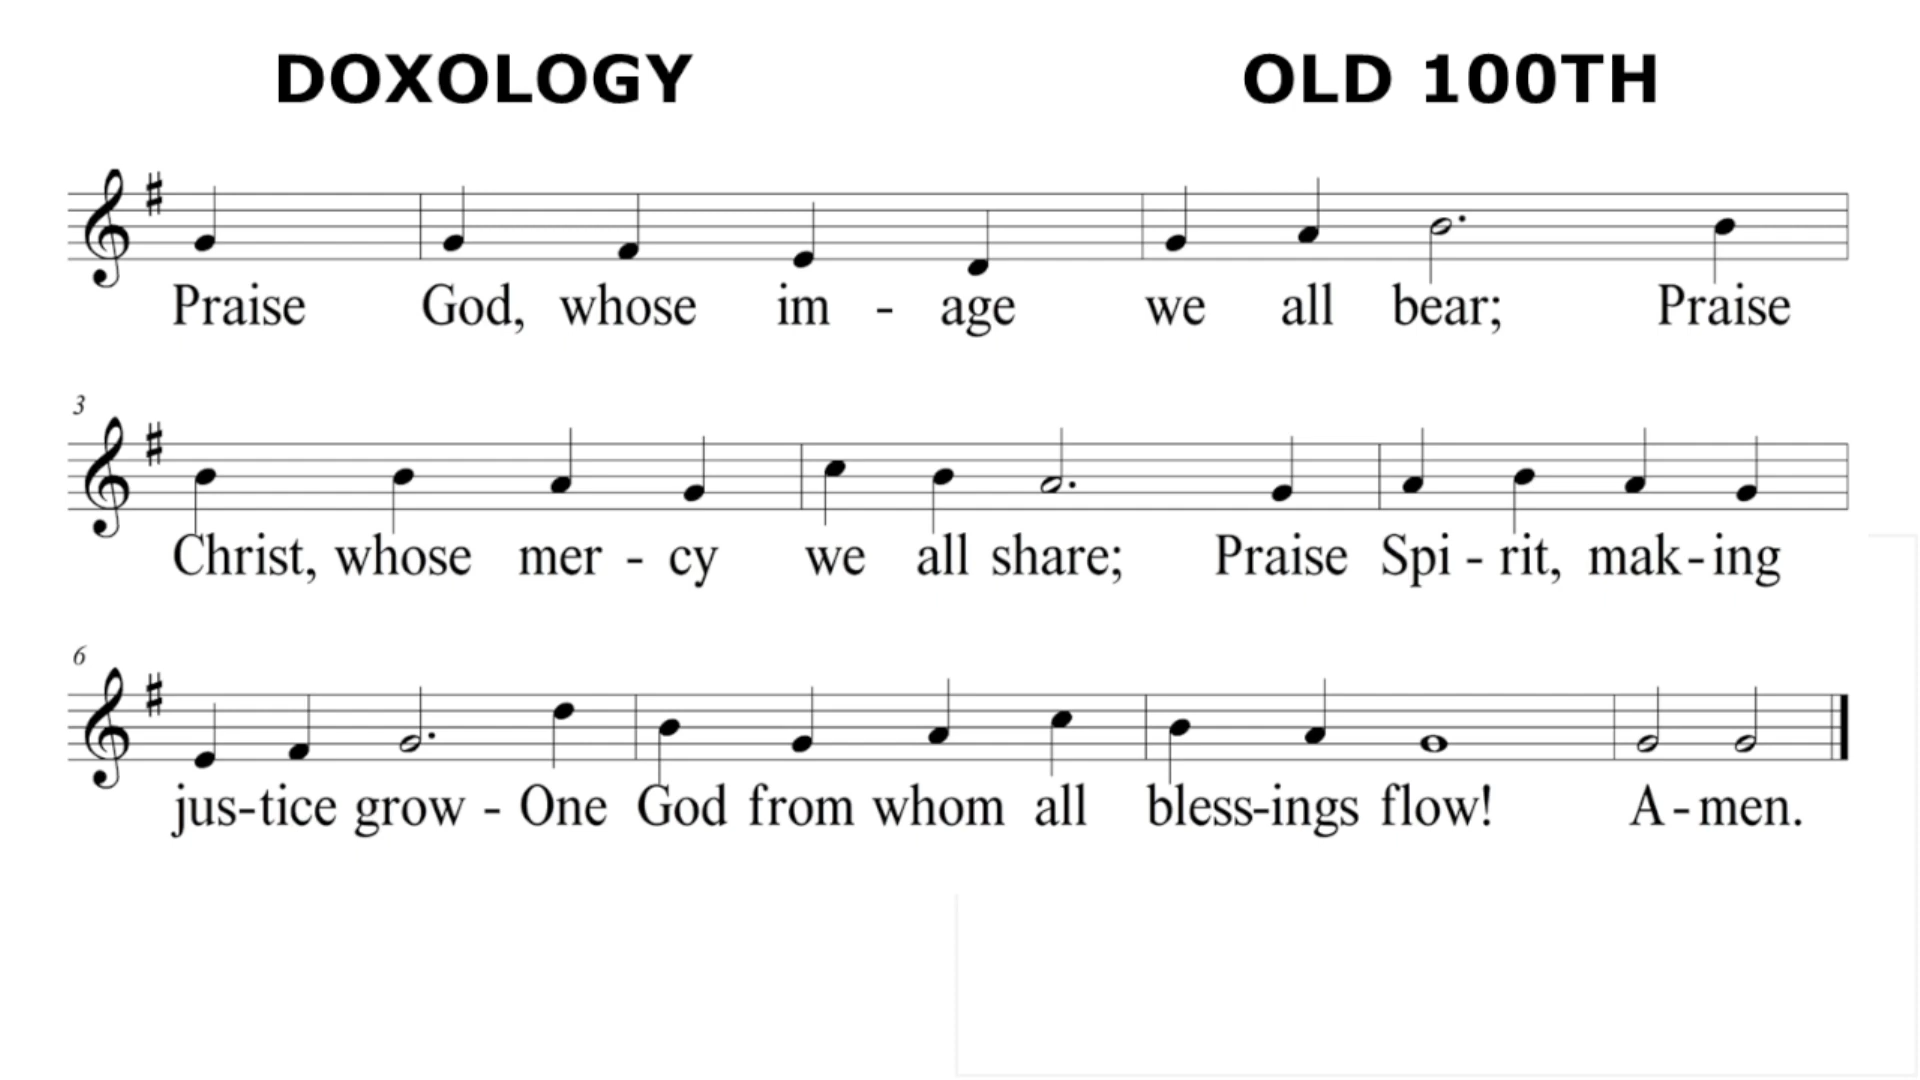 DOXOLOGY OLD 100TH
Praise God, whose im - age we all bear; Praise
3
Christ, whose mer - cy we all share; Praise Spi - rit, mak - ing
6
jus - tice grow - One God from whom all bless - ings flow! A - men.